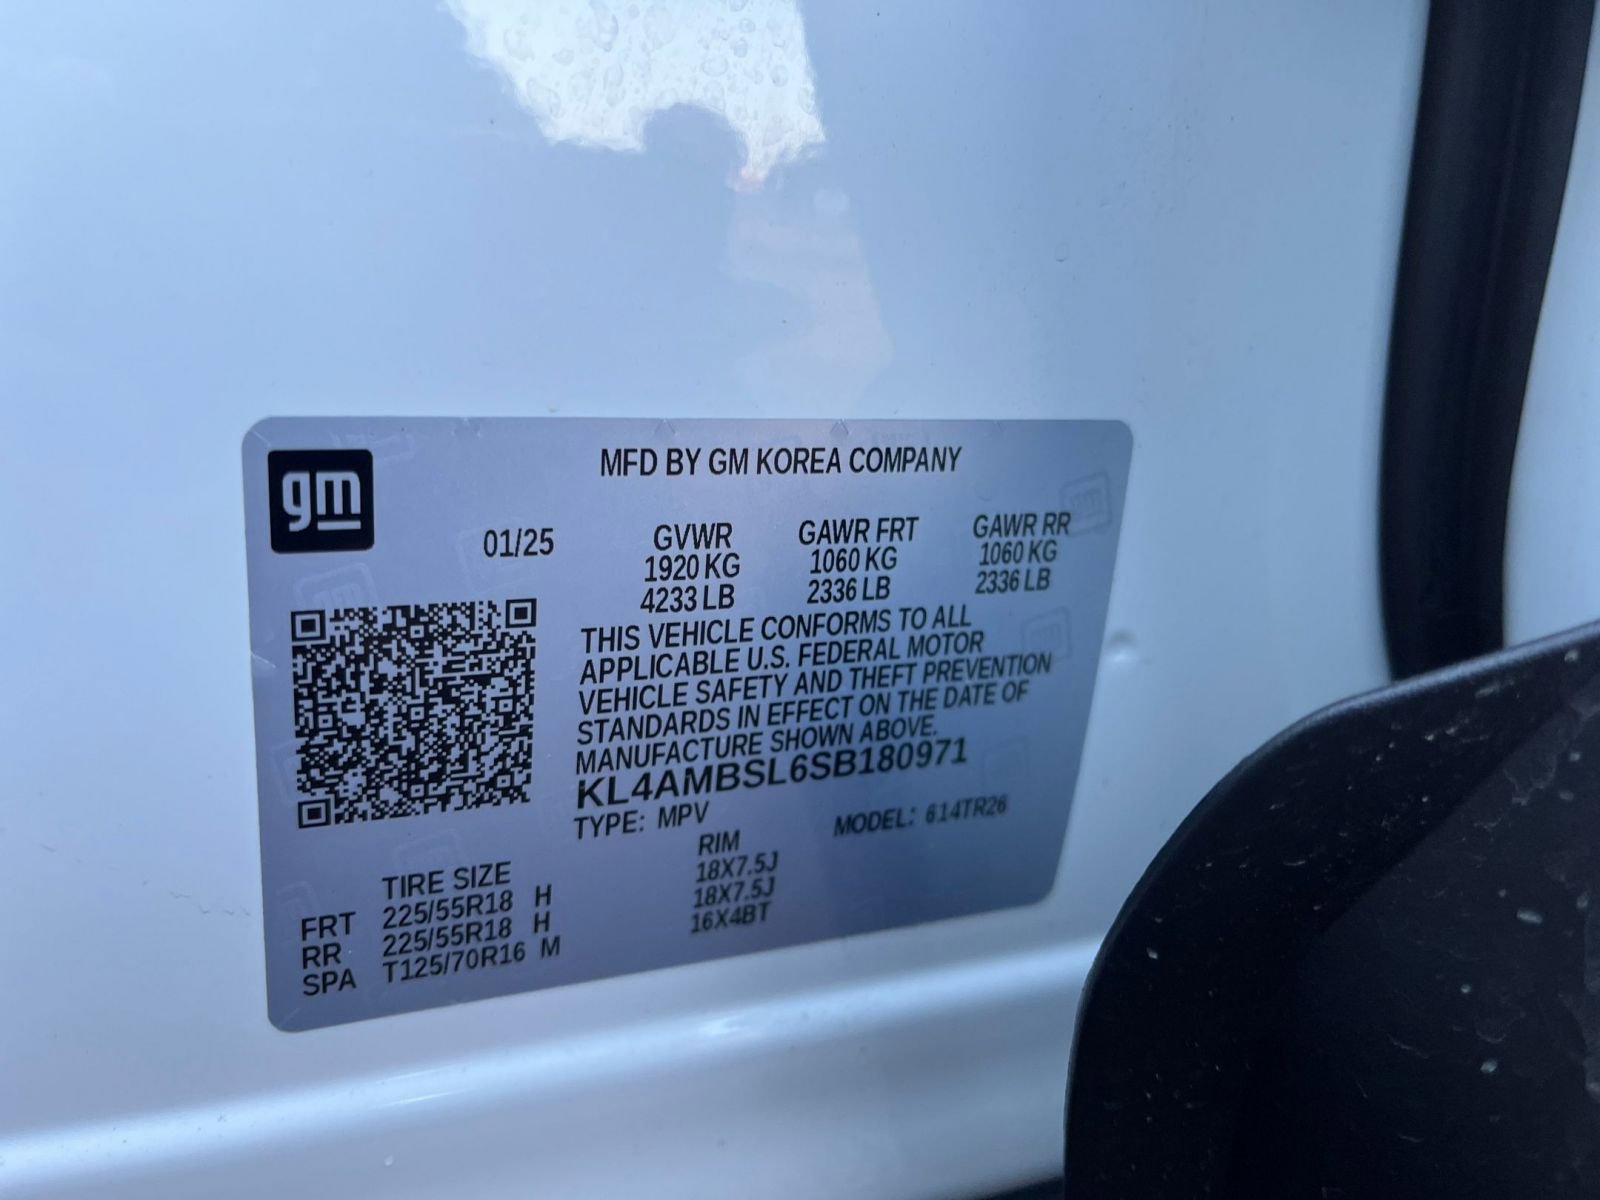 gm
MFD BY GM KOREA COMPANY
01/25 GVWR GAWR FRT GAWR RR
1920 KG 1060 KG 1060 KG
4233 LB 2336 LB 2336 LB
THIS VEHICLE CONFORMS TO ALL
APPLICABLE U.S. FEDERAL MOTOR
VEHICLE SAFETY AND THEFT PREVENTION
STANDARDS IN EFFECT ON THE DATE OF
MANUFACTURE SHOWN ABOVE.
KL4AMBSL6SB180971
TYPE: MPV MODEL: 614TR26
TIRE SIZE RIM
FRT 225/55R18 H 18X7.5J
RR 225/55R18 H 18X7.5J
SPA T125/70R16 M 16X4BT